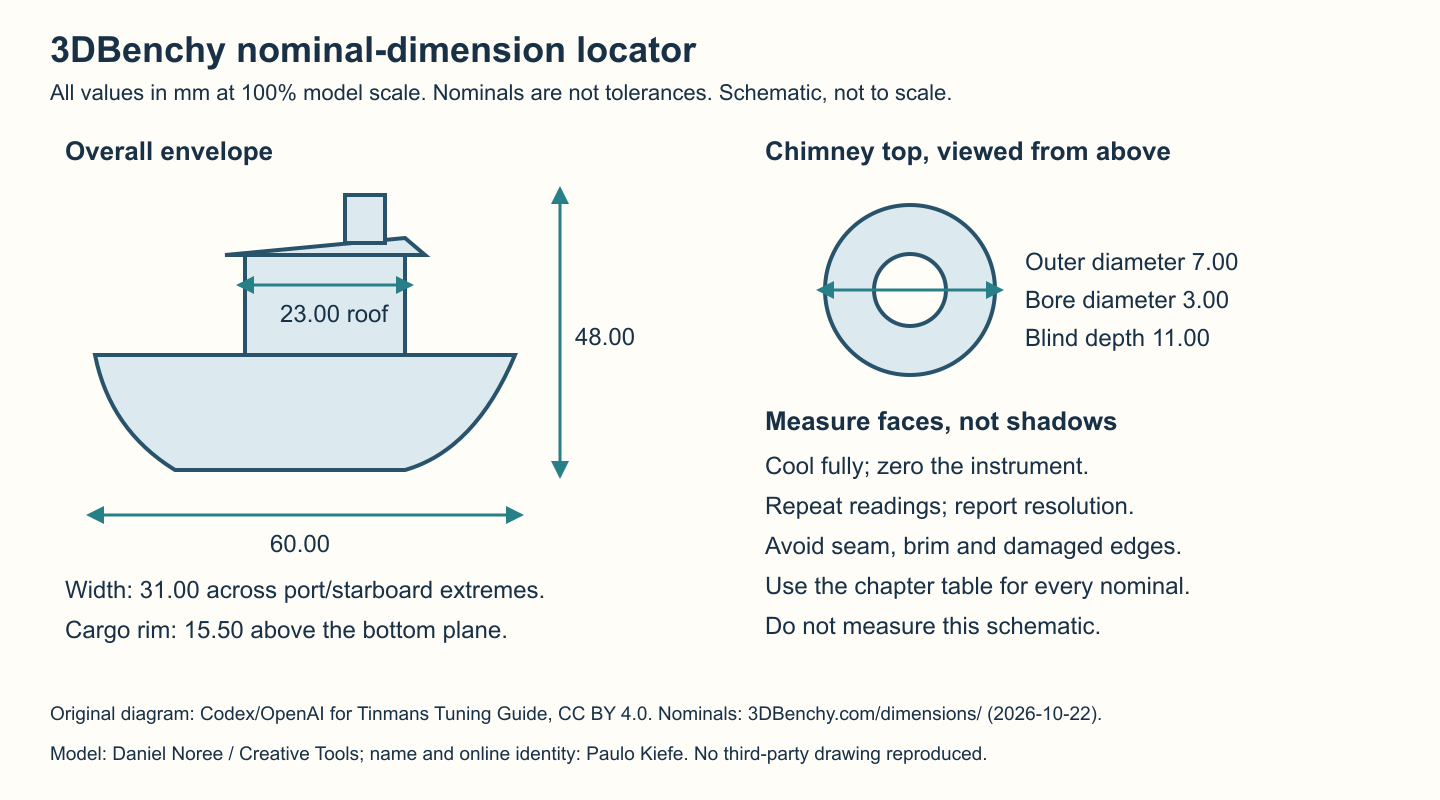 3DBenchy nominal-dimension locator
All values in mm at 100% model scale. Nominals are not tolerances. Schematic, not to scale.
Overall envelope
23.00 roof
48.00
60.00
Width: 31.00 across port/starboard extremes.
Cargo rim: 15.50 above the bottom plane.
Chimney top, viewed from above
Outer diameter 7.00
Bore diameter 3.00
Blind depth 11.00
Measure faces, not shadows
Cool fully; zero the instrument.
Repeat readings; report resolution.
Avoid seam, brim and damaged edges.
Use the chapter table for every nominal.
Do not measure this schematic.
Original diagram: Codex/OpenAI for Tinmans Tuning Guide, CC BY 4.0. Nominals: 3DBenchy.com/dimensions/ (2026-10-22).
Model: Daniel Noree / Creative Tools; name and online identity: Paulo Kiefe. No third-party drawing reproduced.